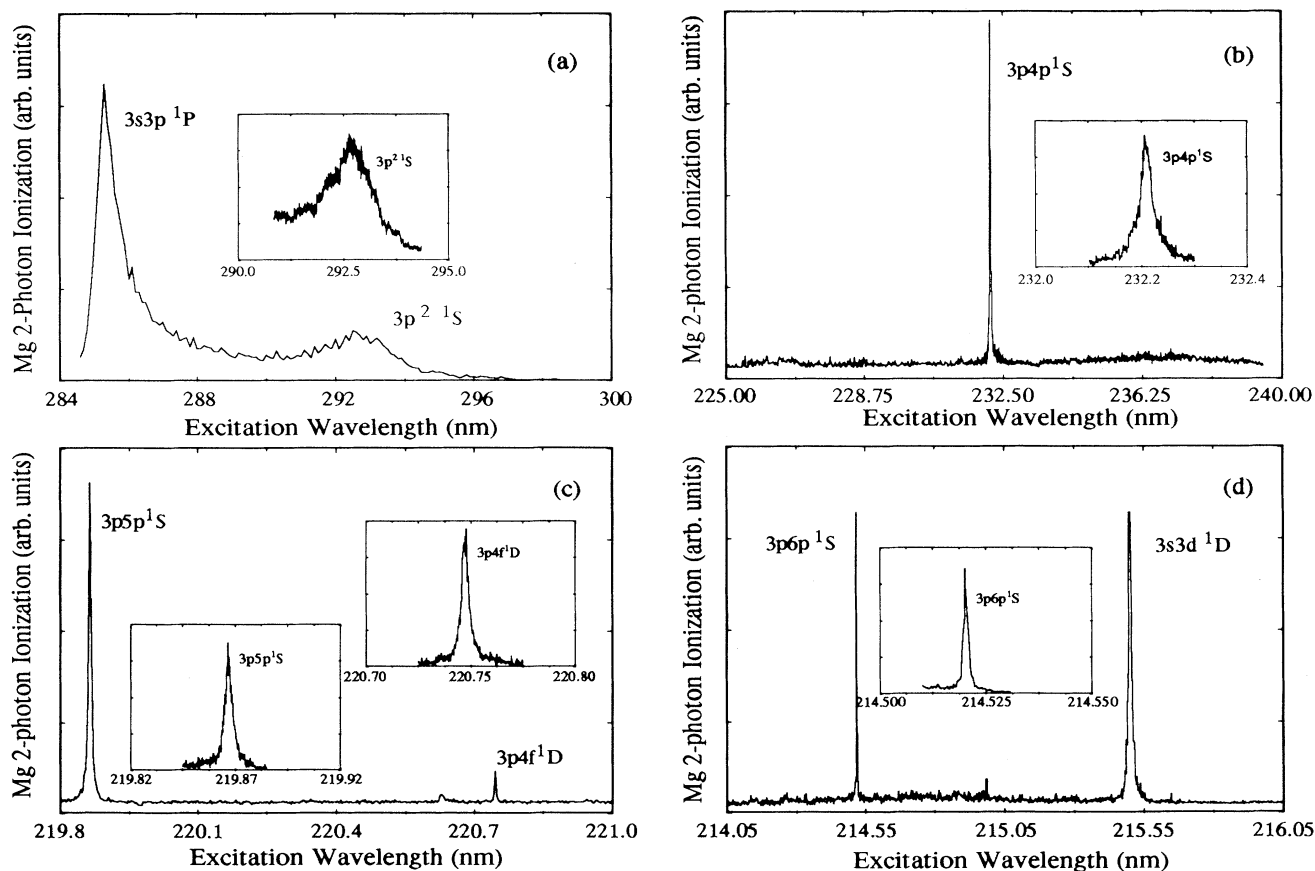 (a)
Mg 2-Photon Ionization (arb. units)
3s3p ¹P
3p² ¹S
290.0 292.5 295.0
3p² ¹S
284 288 292 296 300
Excitation Wavelength (nm)
(b)
Mg 2-photon Ionization (arb. units)
3p4p¹S
3p4p¹S
232.0 232.2 232.4
225.00 228.75 232.50 236.25 240.00
Excitation Wavelength (nm)
(c)
Mg 2-photon Ionization (arb. units)
3p5p¹S
3p4f¹D
220.70 220.75 220.80
3p5p¹S
219.82 219.87 219.92
3p4f¹D
219.8 220.1 220.4 220.7 221.0
Excitation Wavelength (nm)
(d)
Mg 2-photon Ionization (arb. units)
3p6p ¹S
3s3d ¹D
3p6p¹S
214.500 214.525 214.550
214.05 214.55 215.05 215.55 216.05
Excitation Wavelength (nm)